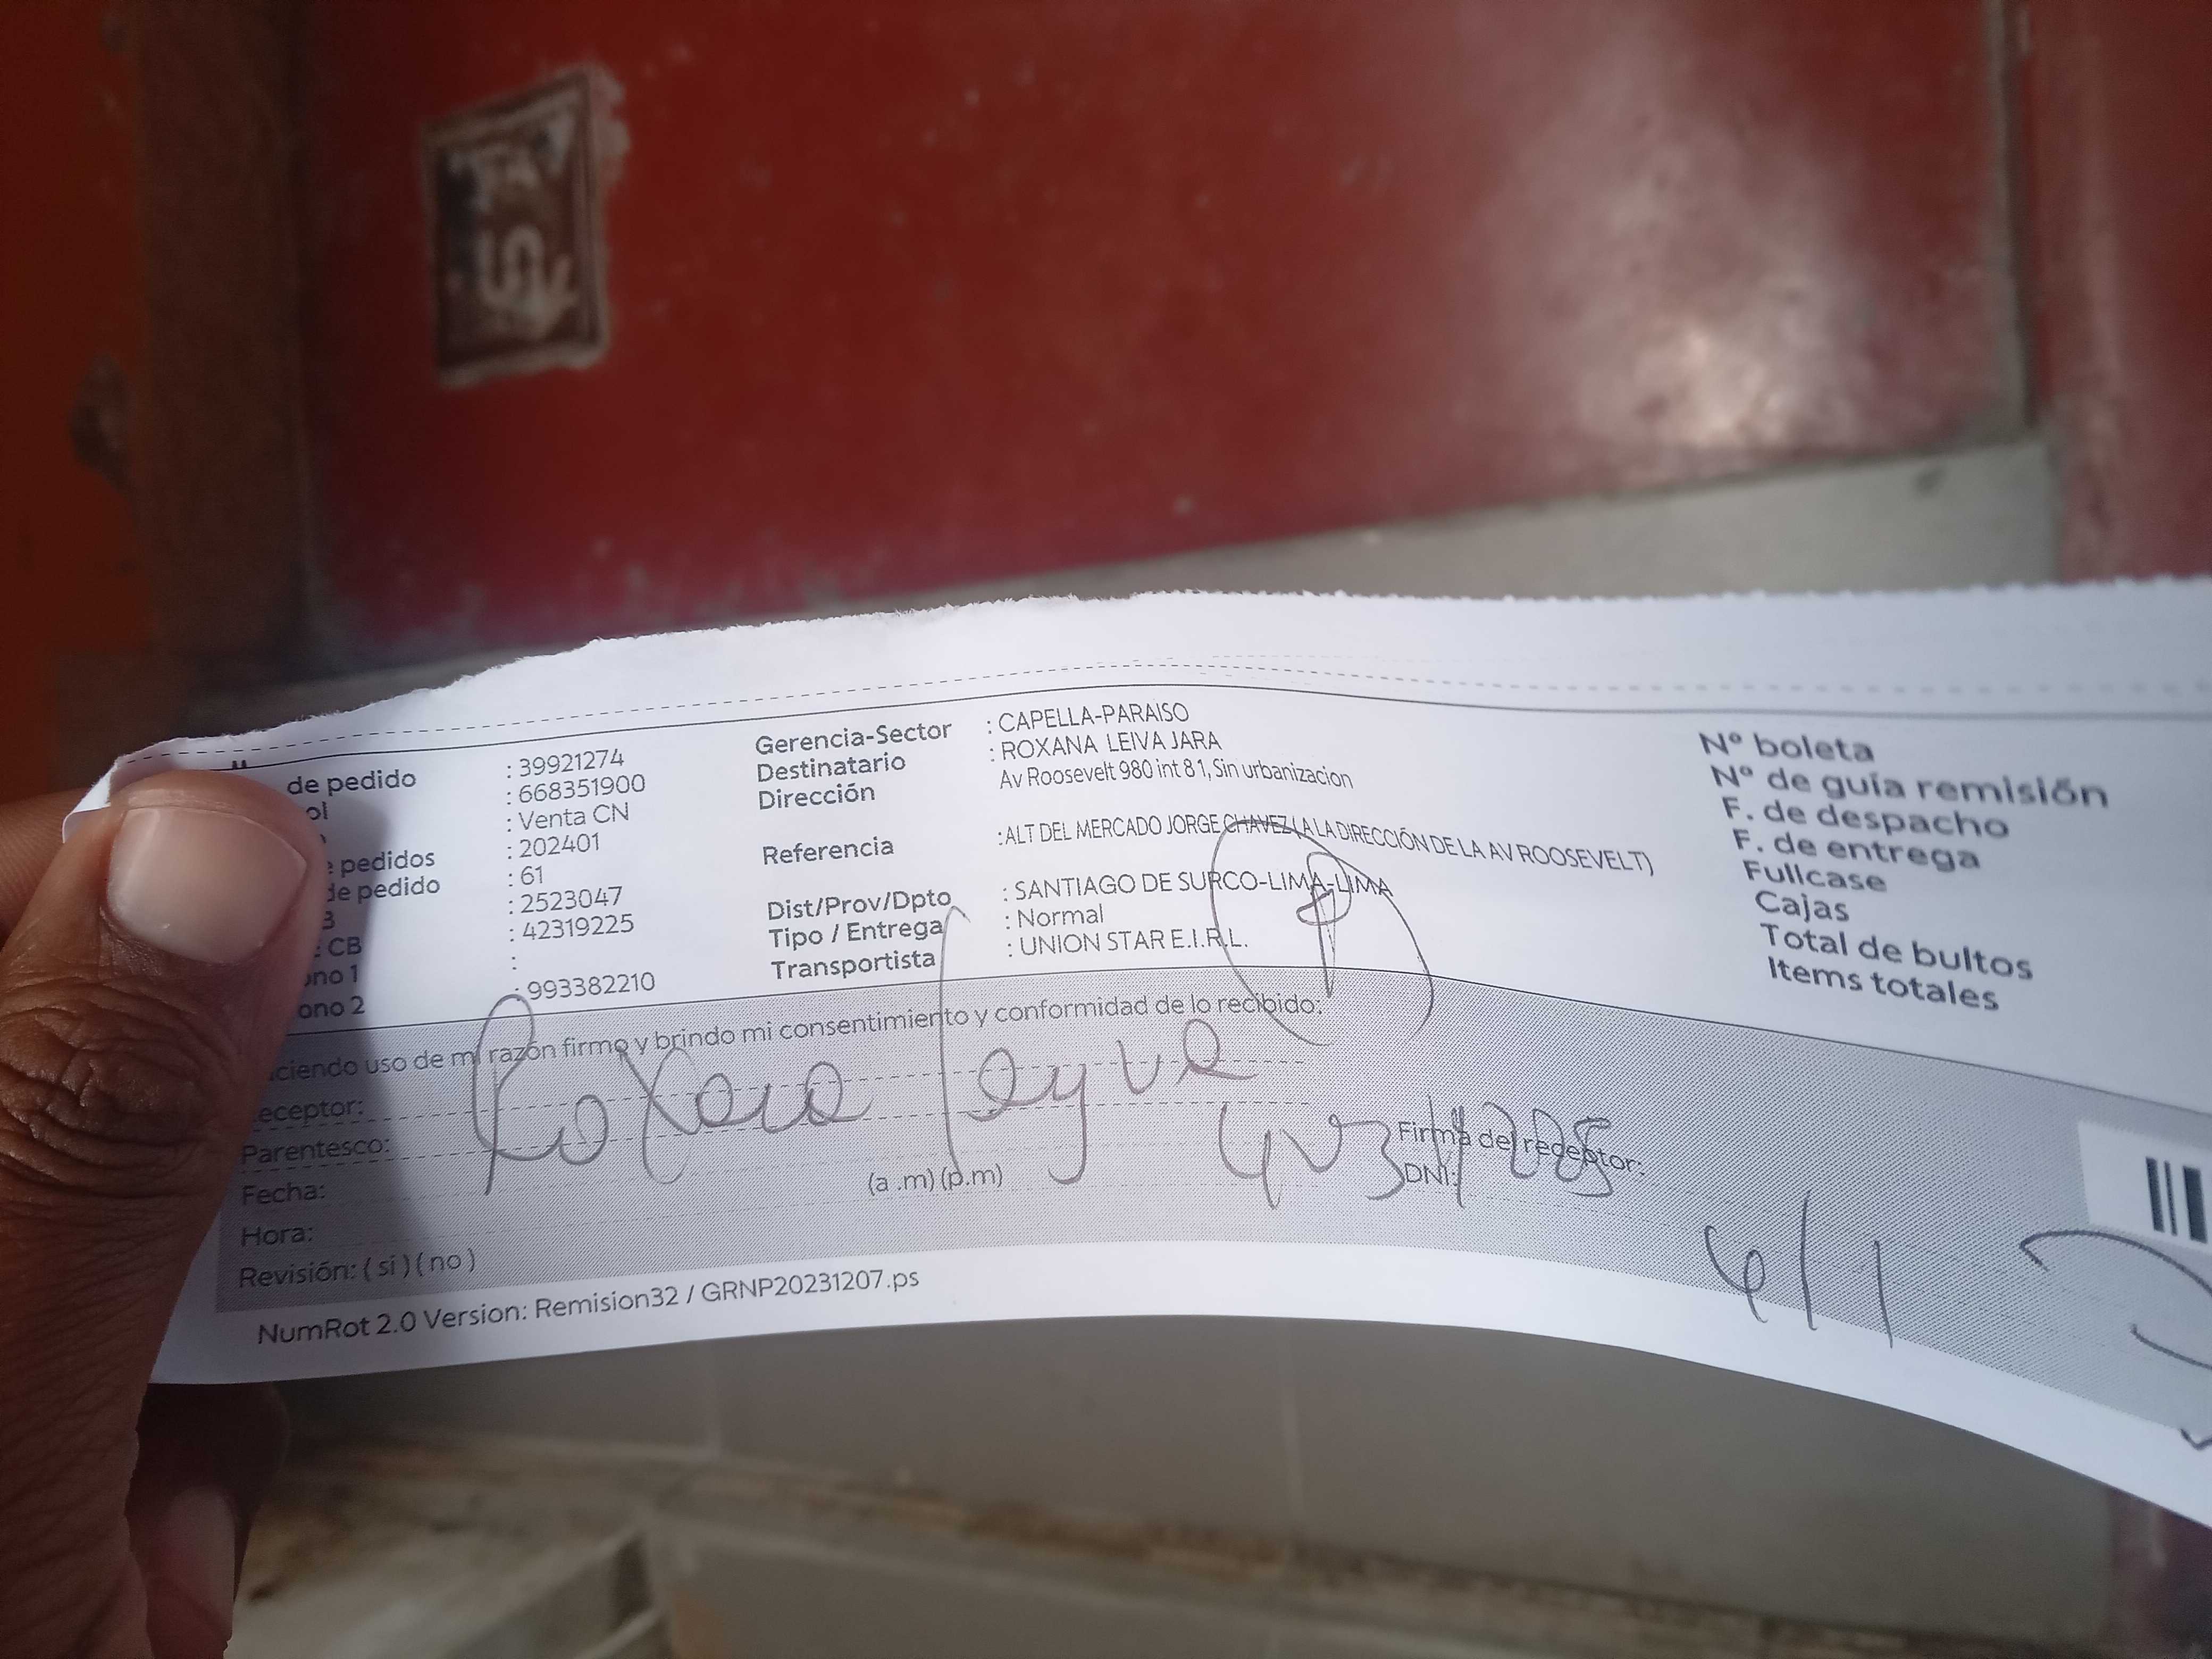 de pedido : 39921274
ol : 668351900
: Venta CN
e pedidos : 202401
de pedido : 61
B : 2523047
: CB : 42319225
ono 1 :
ono 2 : 993382210
Gerencia-Sector : CAPELLA-PARAISO
Destinatario : ROXANA LEIVA JARA
Dirección Av Roosevelt 980 int 8 1, Sin urbanizacion
Referencia : ALT DEL MERCADO JORGE CHAVEZ ( A LA DIRECCIÓN DE LA AV ROOSEVELT)
Dist/Prov/Dpto : SANTIAGO DE SURCO-LIMA-LIMA
Tipo / Entrega : Normal
Transportista : UNION STAR E.I.R.L.
Nº boleta
Nº de guía remisión
F. de despacho
F. de entrega
Fullcase
Cajas
Total de bultos
Items totales
ciendo uso de mi razón firmo y brindo mi consentimiento y conformidad de lo recibido:
eceptor:
Parentesco:
Fecha:
Hora: (a .m) (p.m)
Revisión: ( si ) ( no )
Firma del receptor:
DNI:
NumRot 2.0 Version: Remision32 / GRNP20231207.ps